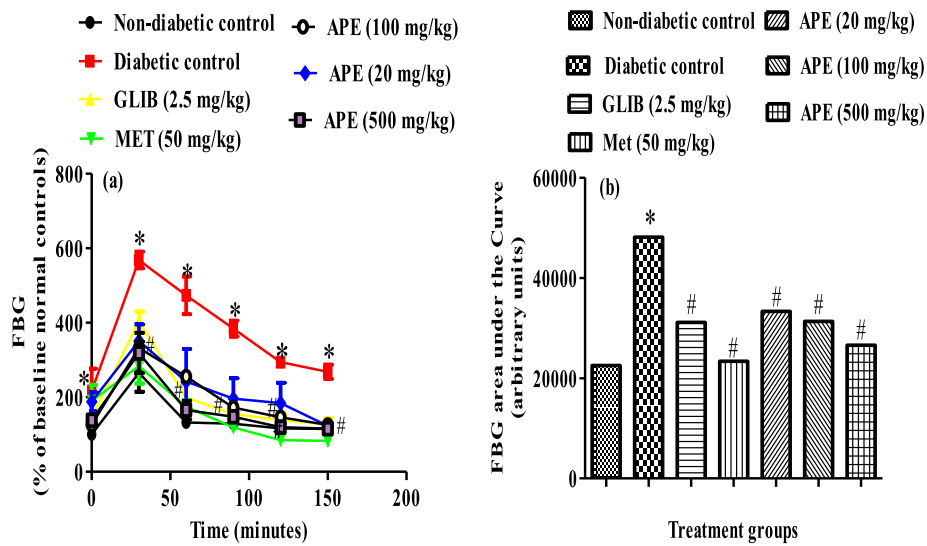 Non-diabetic control
Diabetic control
GLIB (2.5 mg/kg)
MET (50 mg/kg)
APE (100 mg/kg)
APE (20 mg/kg)
APE (500 mg/kg)
(a)
FBG
(% of baseline normal controls)
800
600
400
200
0
*
*
*
*
*
*
#
#
#
#
#
#
0
50
100
150
200
Time (minutes)
Non-diabetic control
Diabetic control
GLIB (2.5 mg/kg)
Met (50 mg/kg)
APE (20 mg/kg)
APE (100 mg/kg)
APE (500 mg/kg)
(b)
FBG area under the Curve
(arbitrary units)
60000
40000
20000
0
*
#
#
#
#
#
Treatment groups